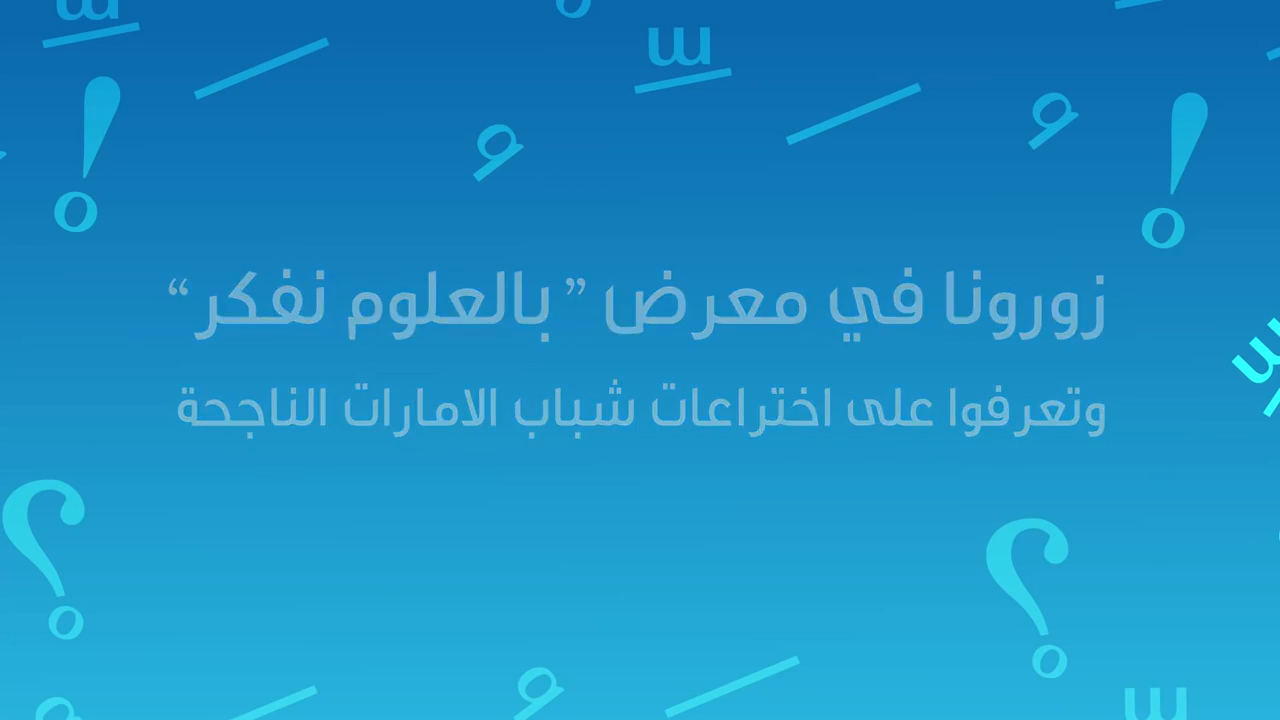 زورونا في معرض ” بالعلوم نفكر “
وتعرفوا على اختراعات شباب الامارات الناجحة